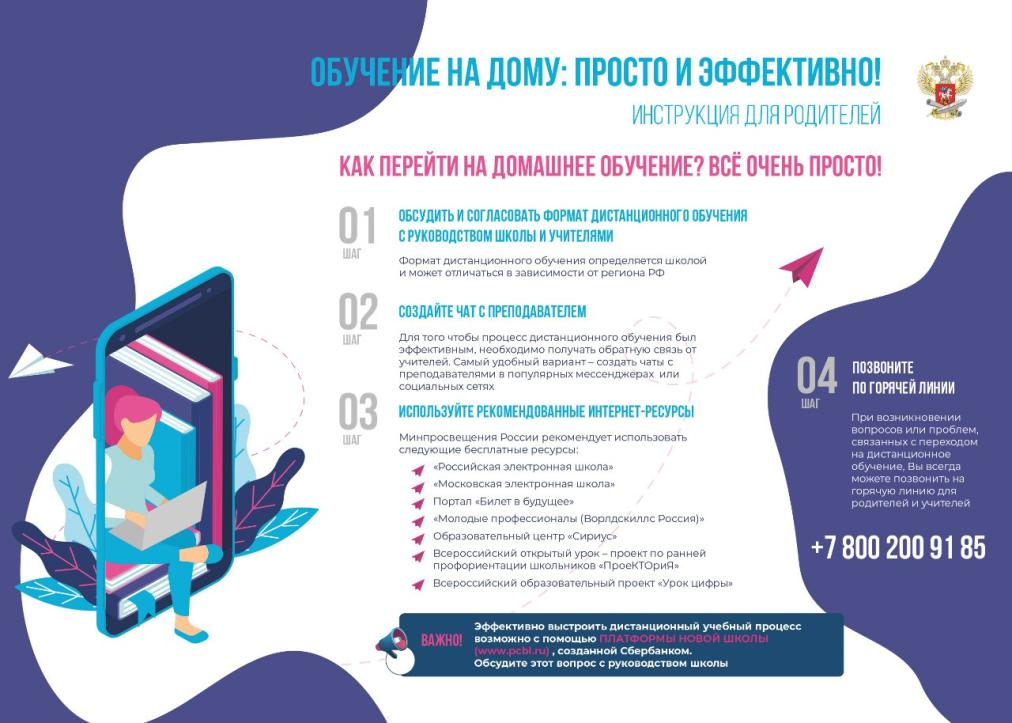 ОБУЧЕНИЕ НА ДОМУ: ПРОСТО И ЭФФЕКТИВНО!
ИНСТРУКЦИЯ ДЛЯ РОДИТЕЛЕЙ
КАК ПЕРЕЙТИ НА ДОМАШНЕЕ ОБУЧЕНИЕ? ВСЁ ОЧЕНЬ ПРОСТО!
01
ШАГ
ОБСУДИТЬ И СОГЛАСОВАТЬ ФОРМАТ ДИСТАНЦИОННОГО ОБУЧЕНИЯ
С РУКОВОДСТВОМ ШКОЛЫ И УЧИТЕЛЯМИ
Формат дистанционного обучения определяется школой
и может отличаться в зависимости от региона РФ
02
ШАГ
СОЗДАЙТЕ ЧАТ С ПРЕПОДАВАТЕЛЕМ
Для того чтобы процесс дистанционного обучения был
эффективным, необходимо получать обратную связь от
учителей. Самый удобный вариант – создать чаты с
преподавателями в популярных мессенджерах или
социальных сетях
03
ШАГ
ИСПОЛЬЗУЙТЕ РЕКОМЕНДОВАННЫЕ ИНТЕРНЕТ-РЕСУРСЫ
Минпросвещения России рекомендует использовать
следующие бесплатные ресурсы:
«Российская электронная школа»
«Московская электронная школа»
Портал «Билет в будущее»
«Молодые профессионалы (Ворлдскиллс Россия)»
Образовательный центр «Сириус»
Всероссийский открытый урок – проект по ранней
профориентации школьников «ПроеКТОриЯ»
Всероссийский образовательный проект «Урок цифры»
04
ШАГ
ПОЗВОНИТЕ
ПО ГОРЯЧЕЙ ЛИНИИ
При возникновении
вопросов или проблем,
связанных с переходом
на дистанционное
обучение, Вы всегда
можете позвонить на
горячую линию для
родителей и учителей
+7 800 200 91 85
ВАЖНО!
Эффективно выстроить дистанционный учебный процесс
возможно с помощью ПЛАТФОРМЫ НОВОЙ ШКОЛЫ
(www.pcbl.ru) , созданной Сбербанком.
Обсудите этот вопрос с руководством школы